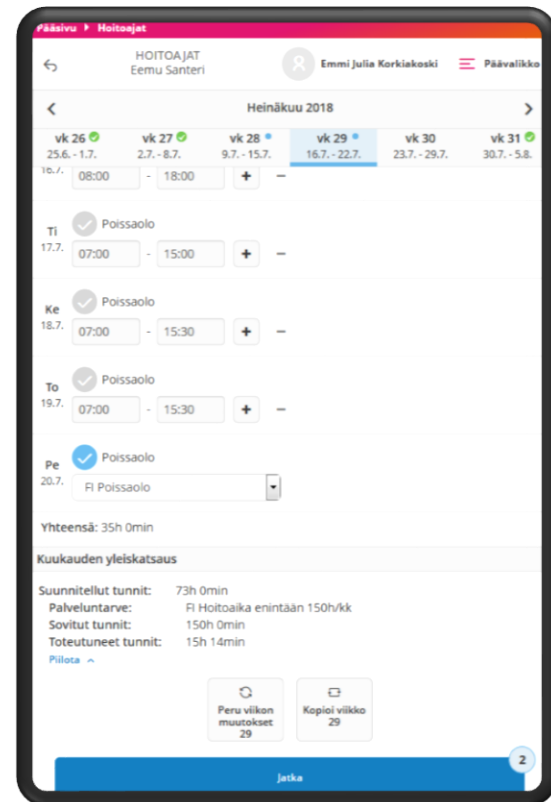 Pääsivu Hoitoajat
HOITOAJAT
Eemu Santeri
Emmi Julia Korkiakoski
Päävalikko
Heinäkuu 2018
vk 26 vk 27 vk 28 vk 29 vk 30 vk 31
25.6. - 1.7. 2.7. - 8.7. 9.7. - 15.7. 16.7. - 22.7. 23.7. - 29.7. 30.7. - 5.8.
16.7. 08:00 - 18:00 + −
Ti Poissaolo
17.7. 07:00 - 15:00 + −
Ke Poissaolo
18.7. 07:00 - 15:30 + −
To Poissaolo
19.7. 07:00 - 15:30 + −
Pe Poissaolo
20.7. FI Poissaolo
Yhteensä: 35h 0min
Kuukauden yleiskatsaus
Suunnitellut tunnit: 73h 0min
Palveluntarve: FI Hoitoaika enintään 150h/kk
Sovitut tunnit: 150h 0min
Toteutuneet tunnit: 15h 14min
Piilota
Peru viikon muutokset 29
Kopioi viikko 29
2
Jatka